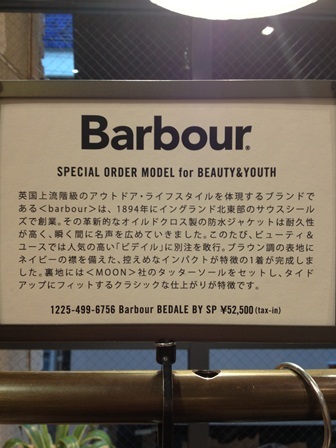 Barbour®
SPECIAL ORDER MODEL for BEAUTY&YOUTH
英国上流階級のアウトドア・ライフスタイルを体現するブランドで
ある<barbour>は、1894年にイングランド北東部のサウスシール
ズで創業。その革新的なオイルドクロス製の防水ジャケットは耐久性
が高く、瞬く間に名声を広めていきました。このたび、ビューティ&
ユースでは人気の高い「ビデイル」に別注を敢行。ブラウン調の表地に
ネイビーの襟を備えた、控えめなインパクトが特徴の1着が完成しま
した。裏地には<MOON>社のタッターソールをセットし、タイド
アップにフィットするクラシックな仕上がりが特徴です。
1225-499-6756 Barbour BEDALE BY SP ¥52,500 (tax-in)